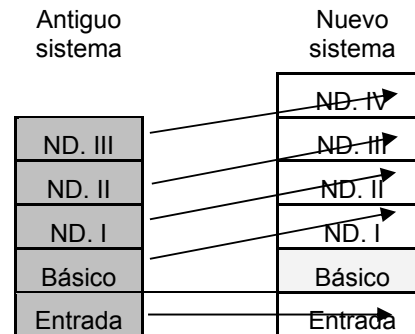 Antiguo
sistema
ND. III
ND. II
ND. I
Básico
Entrada
Nuevo
sistema
ND. IV
ND. III
ND. II
ND. I
Básico
Entrada